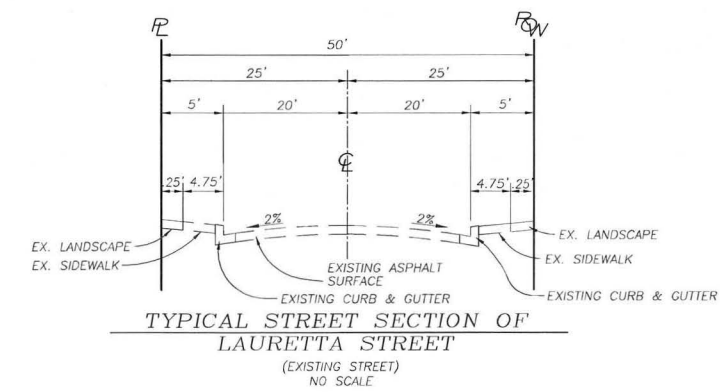 PL
ROW
50'
25' 25'
5' 20' 20' 5'
CL
.25' 4.75' 4.75' .25'
2% 2%
EX. LANDSCAPE
EX. SIDEWALK
EXISTING ASPHALT
SURFACE
EXISTING CURB & GUTTER
EX. LANDSCAPE
EX. SIDEWALK
EXISTING CURB & GUTTER
TYPICAL STREET SECTION OF
LAURETTA STREET
(EXISTING STREET)
NO SCALE